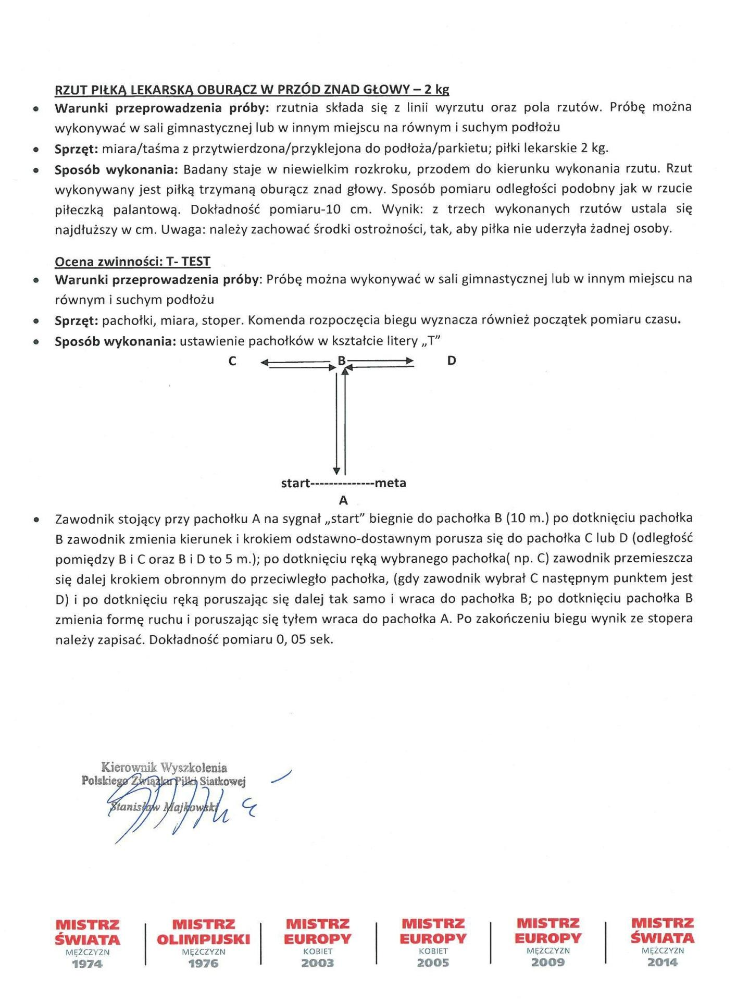 RZUT PIŁKĄ LEKARSKĄ OBURĄCZ W PRZÓD ZNAD GŁOWY – 2 kg
• Warunki przeprowadzenia próby: rzutnia składa się z linii wyrzutu oraz pola rzutów. Próbę można
wykonywać w sali gimnastycznej lub w innym miejscu na równym i suchym podłożu
• Sprzęt: miara/taśma z przytwierdzona/przyklejona do podłoża/parkietu; piłki lekarskie 2 kg.
• Sposób wykonania: Badany staje w niewielkim rozkroku, przodem do kierunku wykonania rzutu. Rzut
wykonywany jest piłką trzymaną oburącz znad głowy. Sposób pomiaru odległości podobny jak w rzucie
piłeczką palantową. Dokładność pomiaru-10 cm. Wynik: z trzech wykonanych rzutów ustala się
najdłuższy w cm. Uwaga: należy zachować środki ostrożności, tak, aby piłka nie uderzyła żadnej osoby.
Ocena zwinności: T- TEST
• Warunki przeprowadzenia próby: Próbę można wykonywać w sali gimnastycznej lub w innym miejscu na
równym i suchym podłożu
• Sprzęt: pachołki, miara, stoper. Komenda rozpoczęcia biegu wyznacza również początek pomiaru czasu.
• Sposób wykonania: ustawienie pachołków w kształcie litery „T”
C B D
start--------------meta
A
• Zawodnik stojący przy pachołku A na sygnał „start” biegnie do pachołka B (10 m.) po dotknięciu pachołka
B zawodnik zmienia kierunek i krokiem odstawno-dostawnym porusza się do pachołka C lub D (odległość
pomiędzy B i C oraz B i D to 5 m.); po dotknięciu ręką wybranego pachołka( np. C) zawodnik przemieszcza
się dalej krokiem obronnym do przeciwległo pachołka, (gdy zawodnik wybrał C następnym punktem jest
D) i po dotknięciu ręką poruszając się dalej tak samo i wraca do pachołka B; po dotknięciu pachołka B
zmienia formę ruchu i poruszając się tyłem wraca do pachołka A. Po zakończeniu biegu wynik ze stopera
należy zapisać. Dokładność pomiaru 0, 05 sek.
Kierownik Wyszkolenia
Polskiego Związku Piłki Siatkowej
Stanisław Majkowski
MISTRZ MISTRZ MISTRZ MISTRZ MISTRZ MISTRZ
ŚWIATA OLIMPIJSKI EUROPY EUROPY EUROPY ŚWIATA
MĘŻCZYZN MĘŻCZYZN KOBIET KOBIET MĘŻCZYZN MĘŻCZYZN
1974 1976 2003 2005 2009 2014